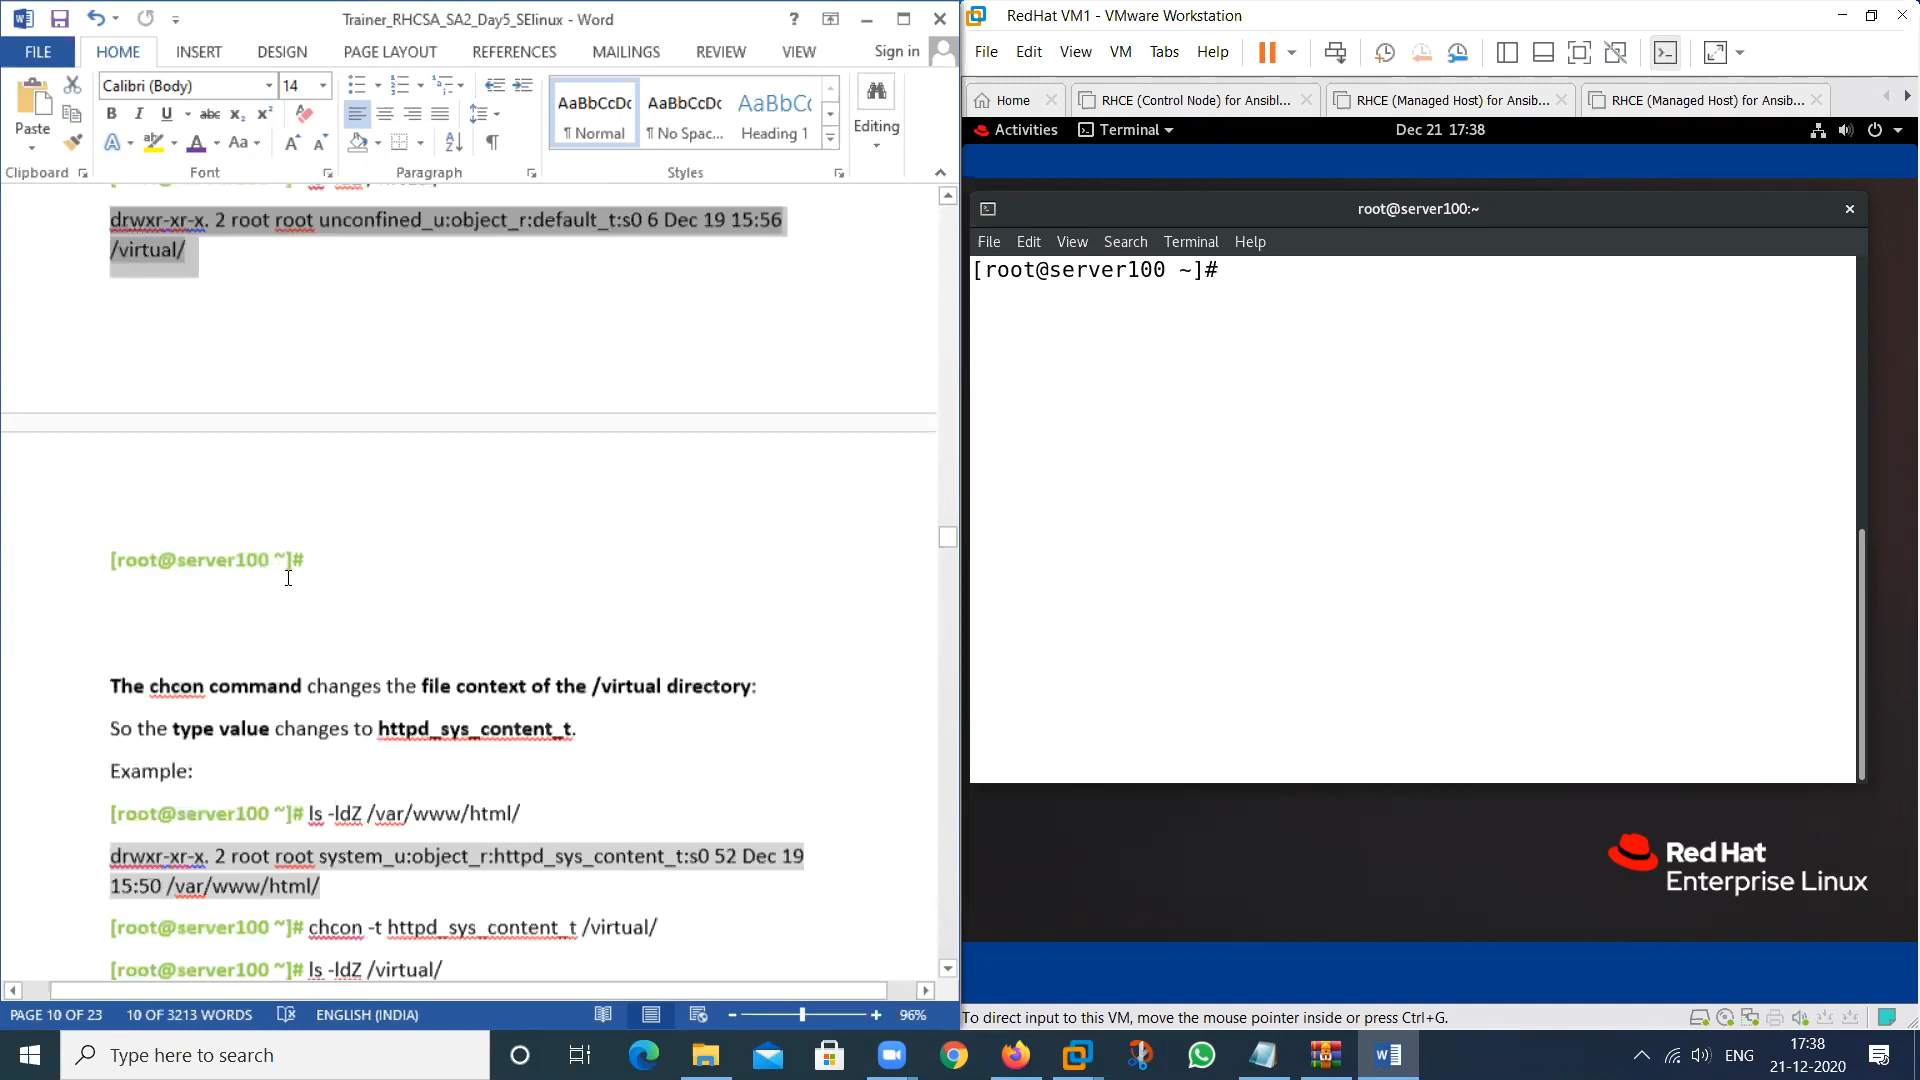 Trainer_RHCSA_SA2_Day5_SElinux - Word
?
FILE
HOME
INSERT
DESIGN
PAGE LAYOUT
REFERENCES
MAILINGS
REVIEW
VIEW
Sign in
Paste
Calibri (Body)
14
B I U abc x₂ x²
A ab A Aa A A
AaBbCcDc
¶ Normal
AaBbCcDc
¶ No Spac...
AaBbCc
Heading 1
Editing
Clipboard
Font
Paragraph
Styles
drwxr-xr-x. 2 root root unconfined_u:object_r:default_t:s0 6 Dec 19 15:56
/virtual/
[root@server100 ~]#
The chcon command changes the file context of the /virtual directory:
So the type value changes to httpd_sys_content_t.
Example:
[root@server100 ~]# ls -ldZ /var/www/html/
drwxr-xr-x. 2 root root system_u:object_r:httpd_sys_content_t:s0 52 Dec 19
15:50 /var/www/html/
[root@server100 ~]# chcon -t httpd_sys_content_t /virtual/
[root@server100 ~]# ls -ldZ /virtual/
PAGE 10 OF 23
10 OF 3213 WORDS
ENGLISH (INDIA)
96%
RedHat VM1 - VMware Workstation
File Edit View VM Tabs Help
Home
RHCE (Control Node) for Ansibl...
RHCE (Managed Host) for Ansib...
RHCE (Managed Host) for Ansib...
Activities
Terminal
Dec 21 17:38
root@server100:~
File Edit View Search Terminal Help
[root@server100 ~]#
Red Hat
Enterprise Linux
To direct input to this VM, move the mouse pointer inside or press Ctrl+G.
Type here to search
ENG
17:38
21-12-2020